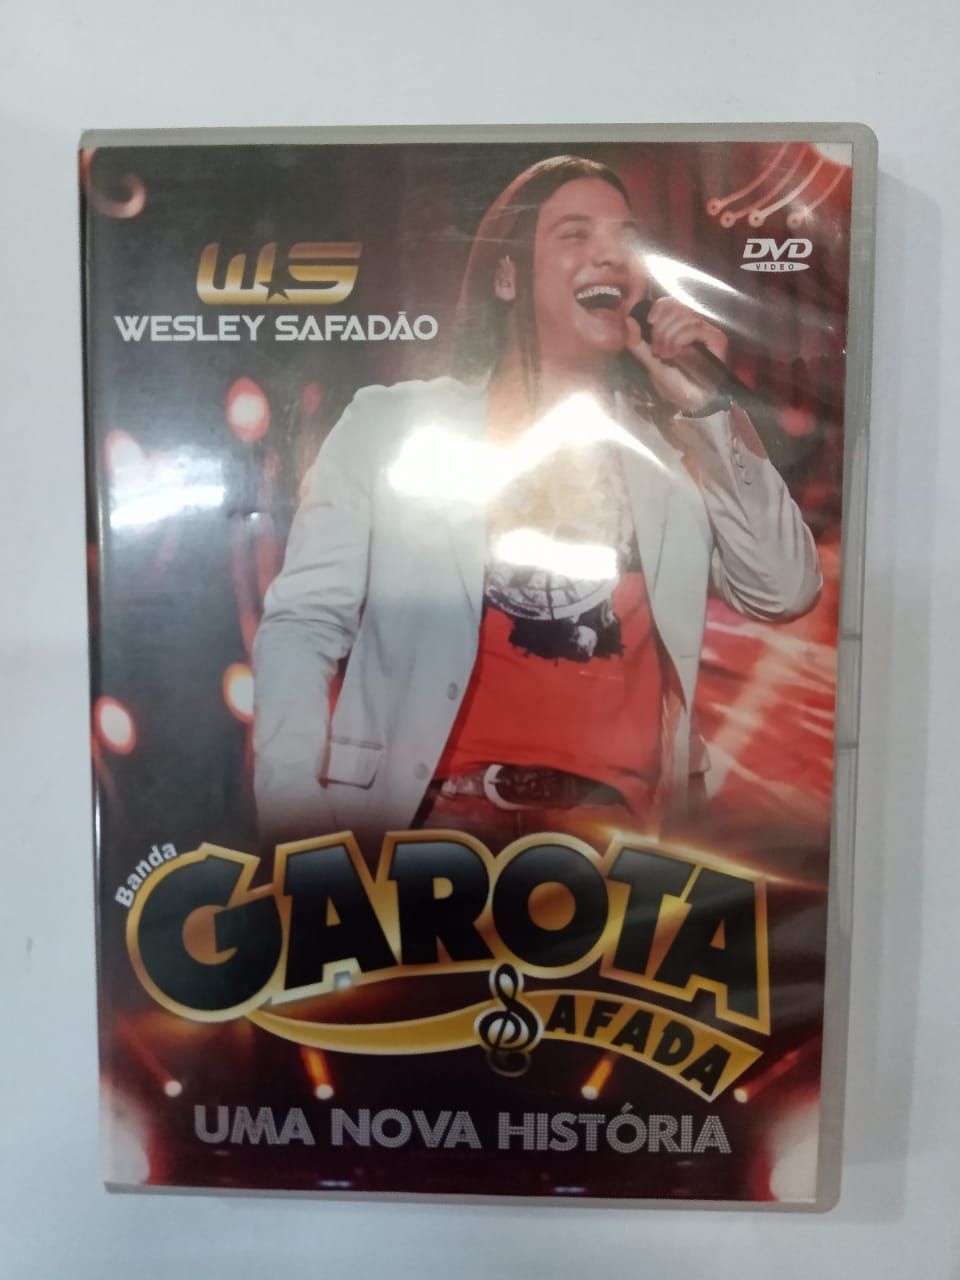 WS
WESLEY SAFADÃO
DVD
VIDEO
Banda
GAROTA
SAFADA
UMA NOVA HISTÓRIA